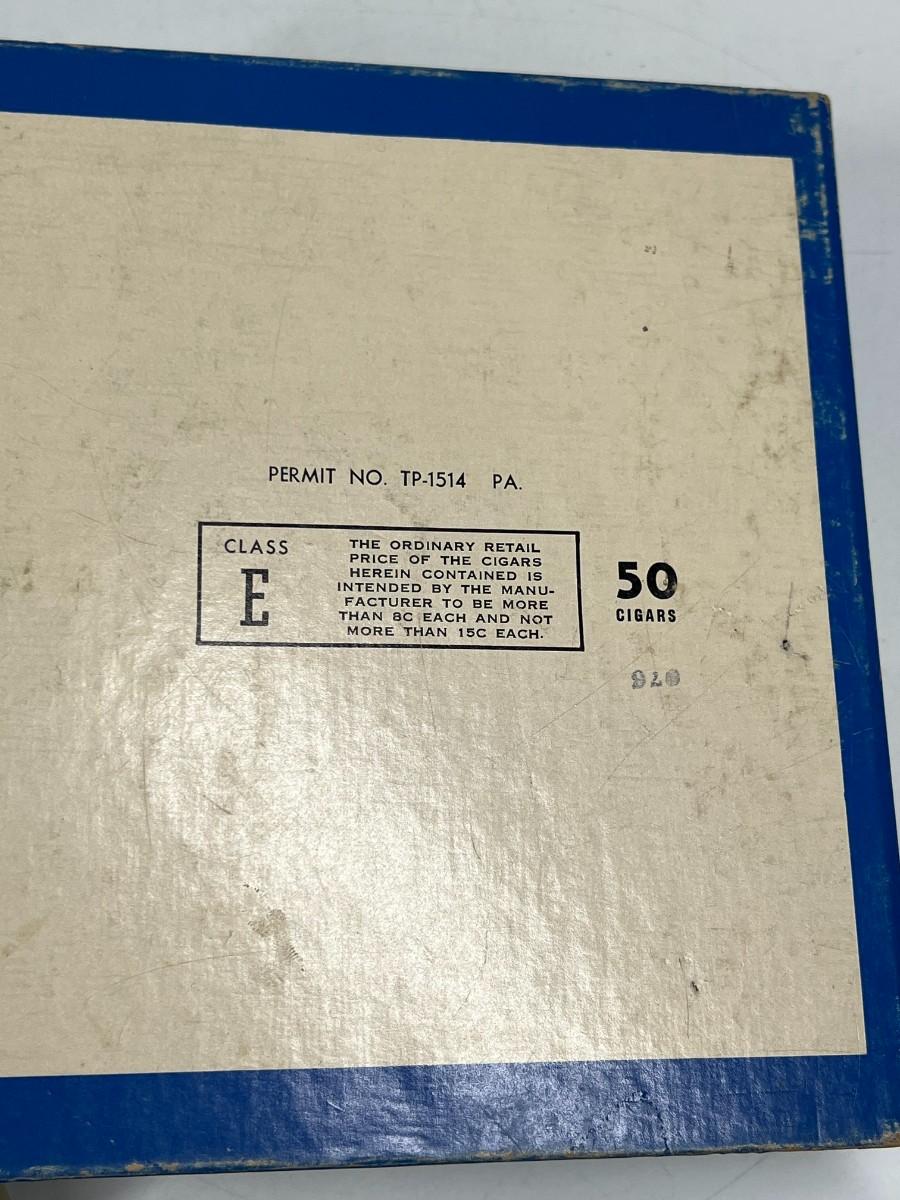 PERMIT NO. TP-1514 PA.
CLASS
E
THE ORDINARY RETAIL
PRICE OF THE CIGARS
HEREIN CONTAINED IS
INTENDED BY THE MANU-
FACTURER TO BE MORE
THAN 8C EACH AND NOT
MORE THAN 15C EACH.
50
CIGARS